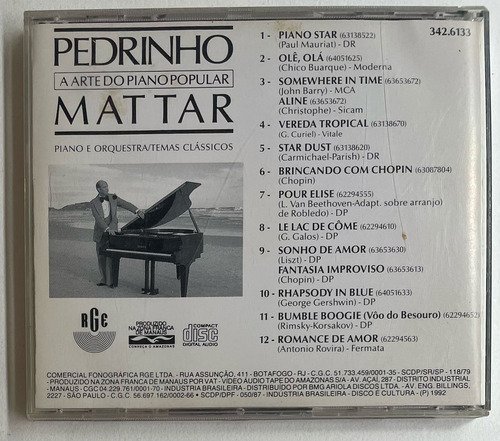 PEDRINHO
A ARTE DO PIANO POPULAR
MATTAR
PIANO E ORQUESTRA/TEMAS CLÁSSICOS
342.6133
1 - PIANO STAR (63138522)
(Paul Mauriat) - DR
2 - OLÊ, OLÁ (64051625)
(Chico Buarque) - Moderna
3 - SOMEWHERE IN TIME (63653672)
(John Barry) - MCA
ALINE (63653672)
(Christophe) - Sicam
4 - VEREDA TROPICAL (63138670)
(G. Curiel) - Vitale
5 - STAR DUST (63138620)
(Carmichael-Parish) - DR
6 - BRINCANDO COM CHOPIN (63087804)
(Chopin)
7 - POUR ELISE (62294555)
(L. Van Beethoven-Adapt. sobre arranjo
de Robledo) - DP
8 - LE LAC DE CÔME (62294610)
(G. Galos) - DP
9 - SONHO DE AMOR (63653630)
(Liszt) - DP
FANTASIA IMPROVISO (63653613)
(Chopin) - DP
10 - RHAPSODY IN BLUE (64051633)
(George Gershwin) - DP
11 - BUMBLE BOOGIE (Vôo do Besouro) (62294652)
(Rimsky-Korsakov) - DP
12 - ROMANCE DE AMOR (62294563)
(Antonio Rovira) - Fermata
RGE
PRODUZIDO
NA ZONA FRANCA
DE MANAUS
CONHEÇA O AMAZONAS
COMPACT
disc
DIGITAL AUDIO
COMERCIAL FONOGRÁFICA RGE LTDA. - RUA ASSUNÇÃO, 411 - BOTAFOGO - RJ - C.G.C. 51.733.459/0001-35 - SCDP/SR/SP - 118/79
PRODUZIDO NA ZONA FRANCA DE MANAUS POR VAT - VIDEO AUDIO TAPE DO AMAZONAS S/A - AV. AÇAÍ, 287 - DISTRITO INDUSTRIAL
MANAUS - CGC 04.229.761/0001-70 - INDÚSTRIA BRASILEIRA - DISTRIBUIDO POR BMG ARIOLA DISCOS LTDA. - AV. ENG. BILLINGS,
2227 - SÃO PAULO - C.G.C. 56.697.162/0002-66 - SCDP/DPF - 050/87 - INDÚSTRIA BRASILEIRA - DISCO É CULTURA - (P) 1992